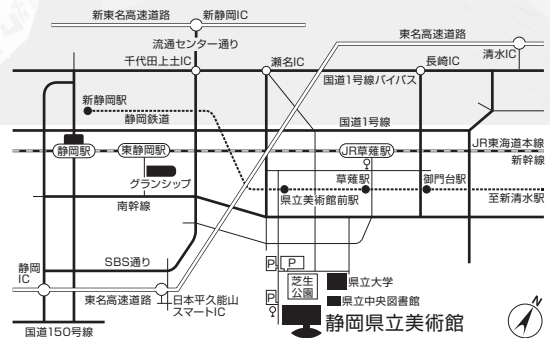 新東名高速道路
新静岡IC
流通センター通り
東名高速道路
千代田上土IC
瀬名IC
長崎IC
清水IC
国道1号線バイパス
新静岡駅
静岡鉄道
国道1号線
静岡駅
東静岡駅
JR草薙駅
JR東海道本線
新幹線
グランシップ
草薙駅
御門台駅
県立美術館前駅
至新清水駅
南幹線
静岡
IC
SBS通り
P
P
芝生
公園
県立大学
東名高速道路
日本平久能山
スマートIC
P
県立中央図書館
静岡県立美術館
国道150号線
N